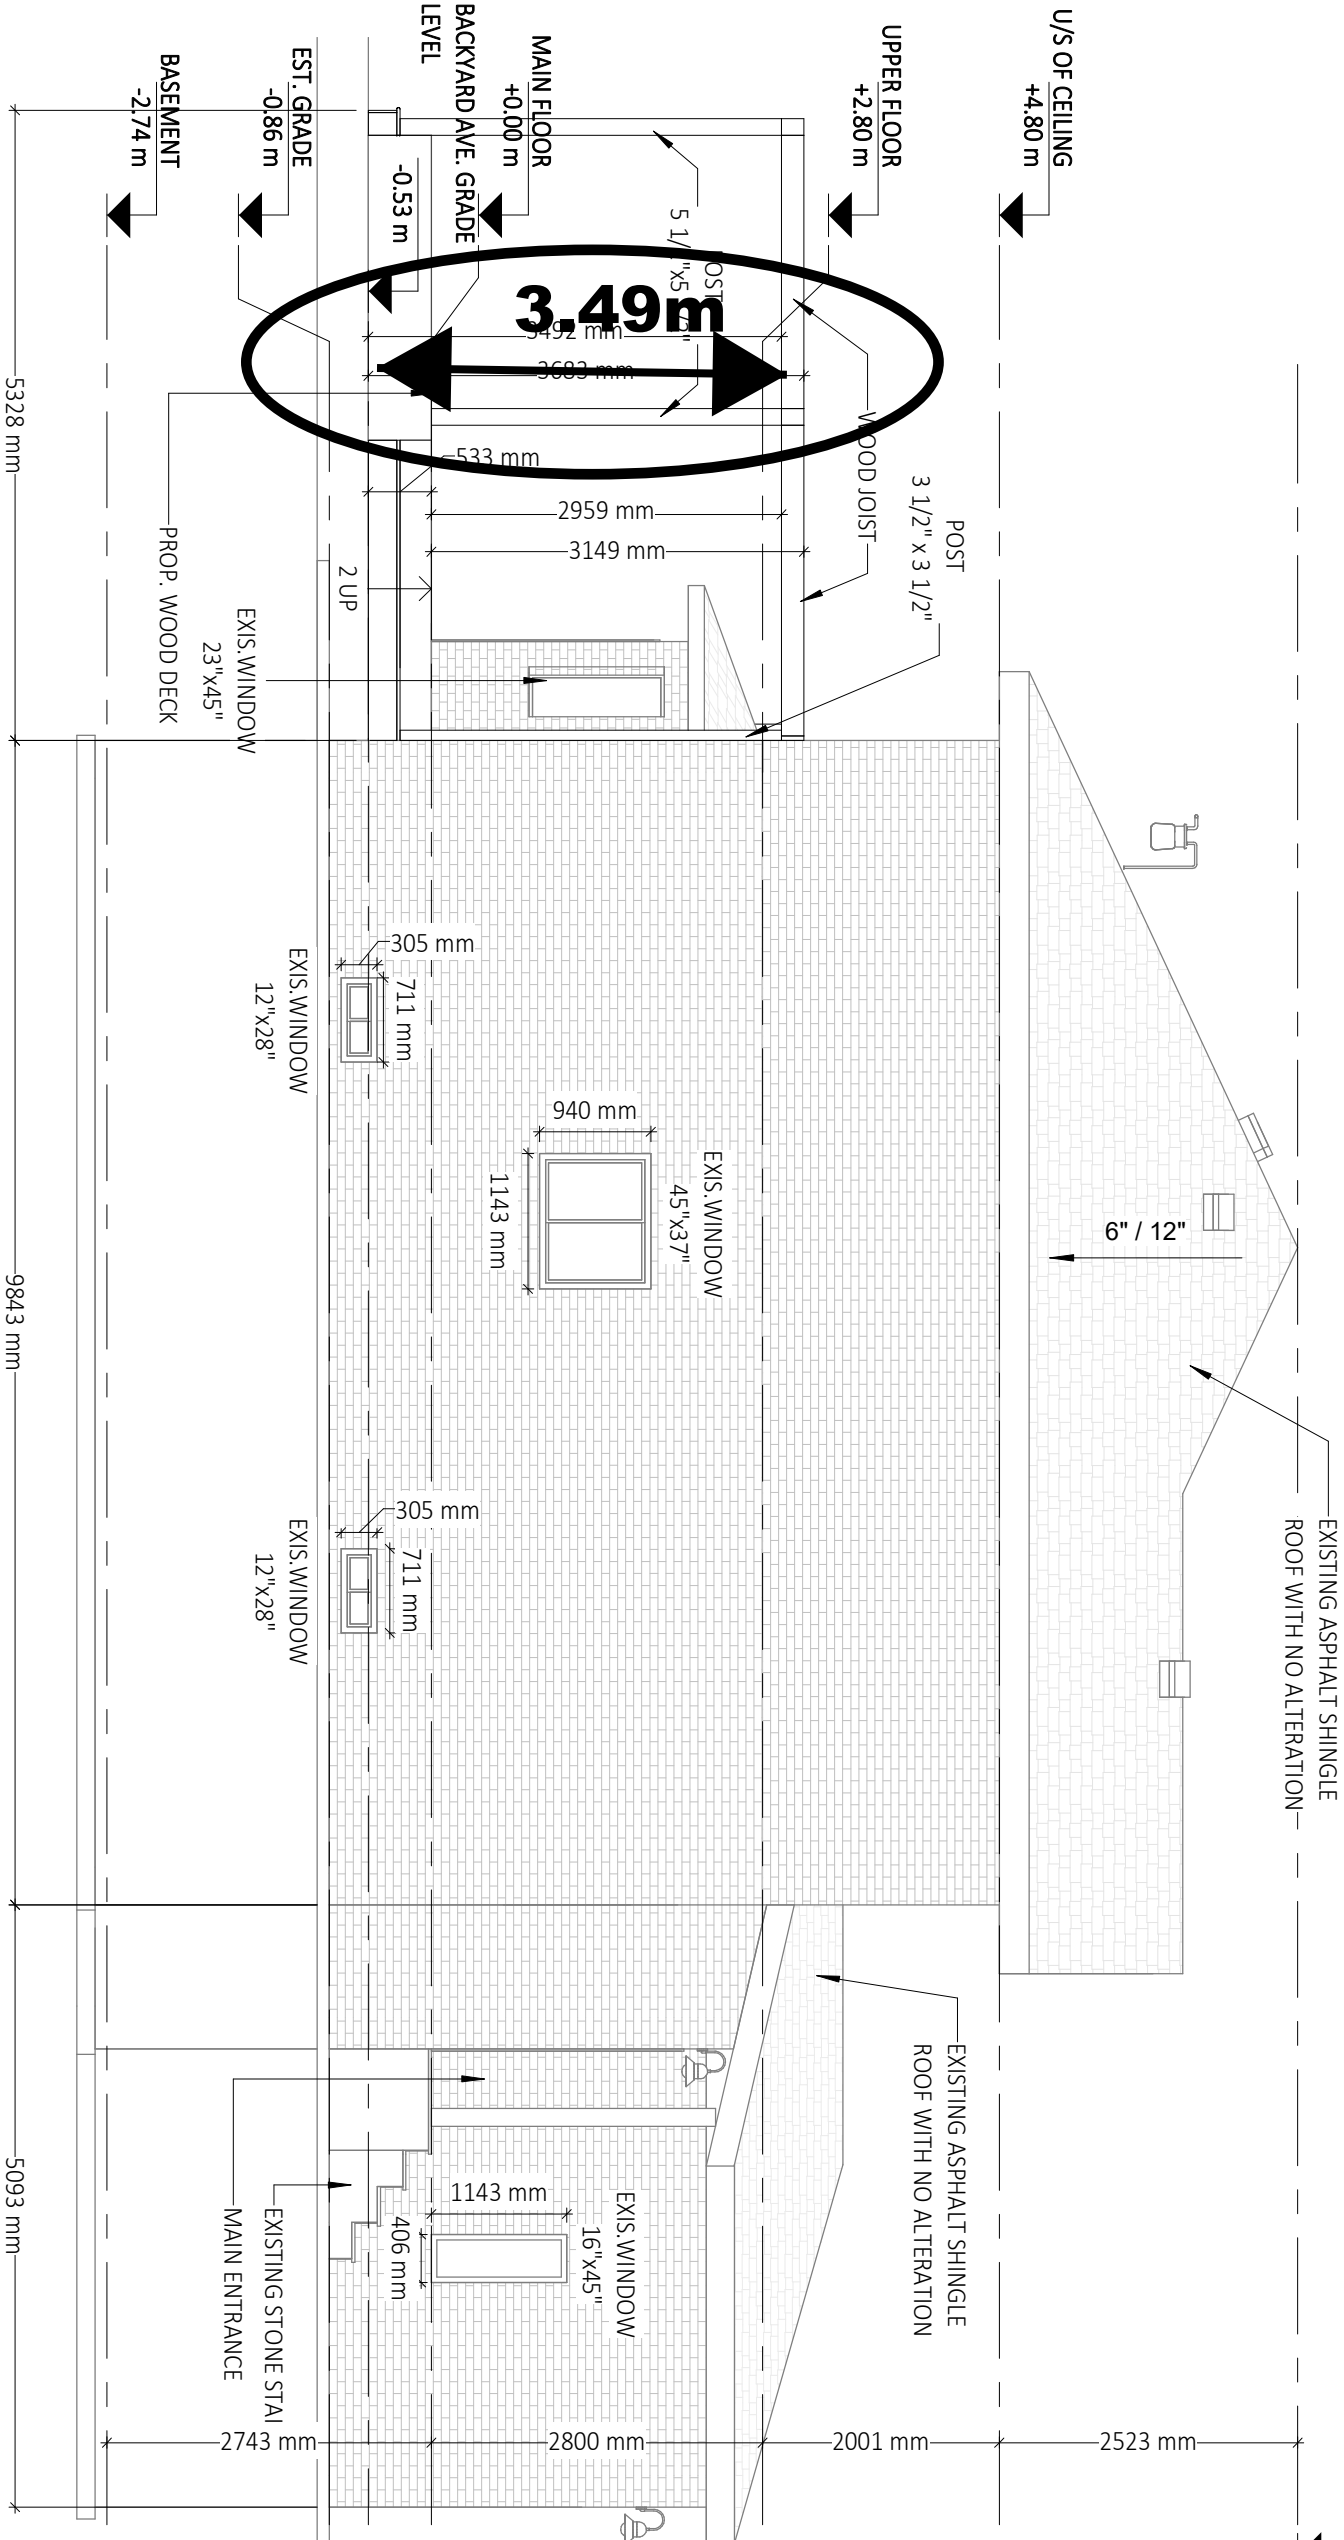 U/S OF CEILING
+4.80 m
UPPER FLOOR
+2.80 m
MAIN FLOOR
+0.00 m
BACKYARD AVE. GRADE
LEVEL
-0.53 m
EST. GRADE
-0.86 m
BASEMENT
-2.74 m
3.49m
3492 mm
3683 mm
533 mm
2959 mm
3149 mm
WOOD JOIST
POST
3 1/2" x 3 1/2"
2 UP
PROP. WOOD DECK
EXIS.WINDOW
23"x45"
5328 mm
305 mm
711 mm
EXIS.WINDOW
12"x28"
940 mm
1143 mm
EXIS.WINDOW
45"x37"
6" / 12"
EXISTING ASPHALT SHINGLE
ROOF WITH NO ALTERATION
305 mm
711 mm
EXIS.WINDOW
12"x28"
9843 mm
EXISTING ASPHALT SHINGLE
ROOF WITH NO ALTERATION
1143 mm
406 mm
EXIS.WINDOW
16"x45"
EXISTING STONE STAI
MAIN ENTRANCE
5093 mm
2743 mm
2800 mm
2001 mm
2523 mm